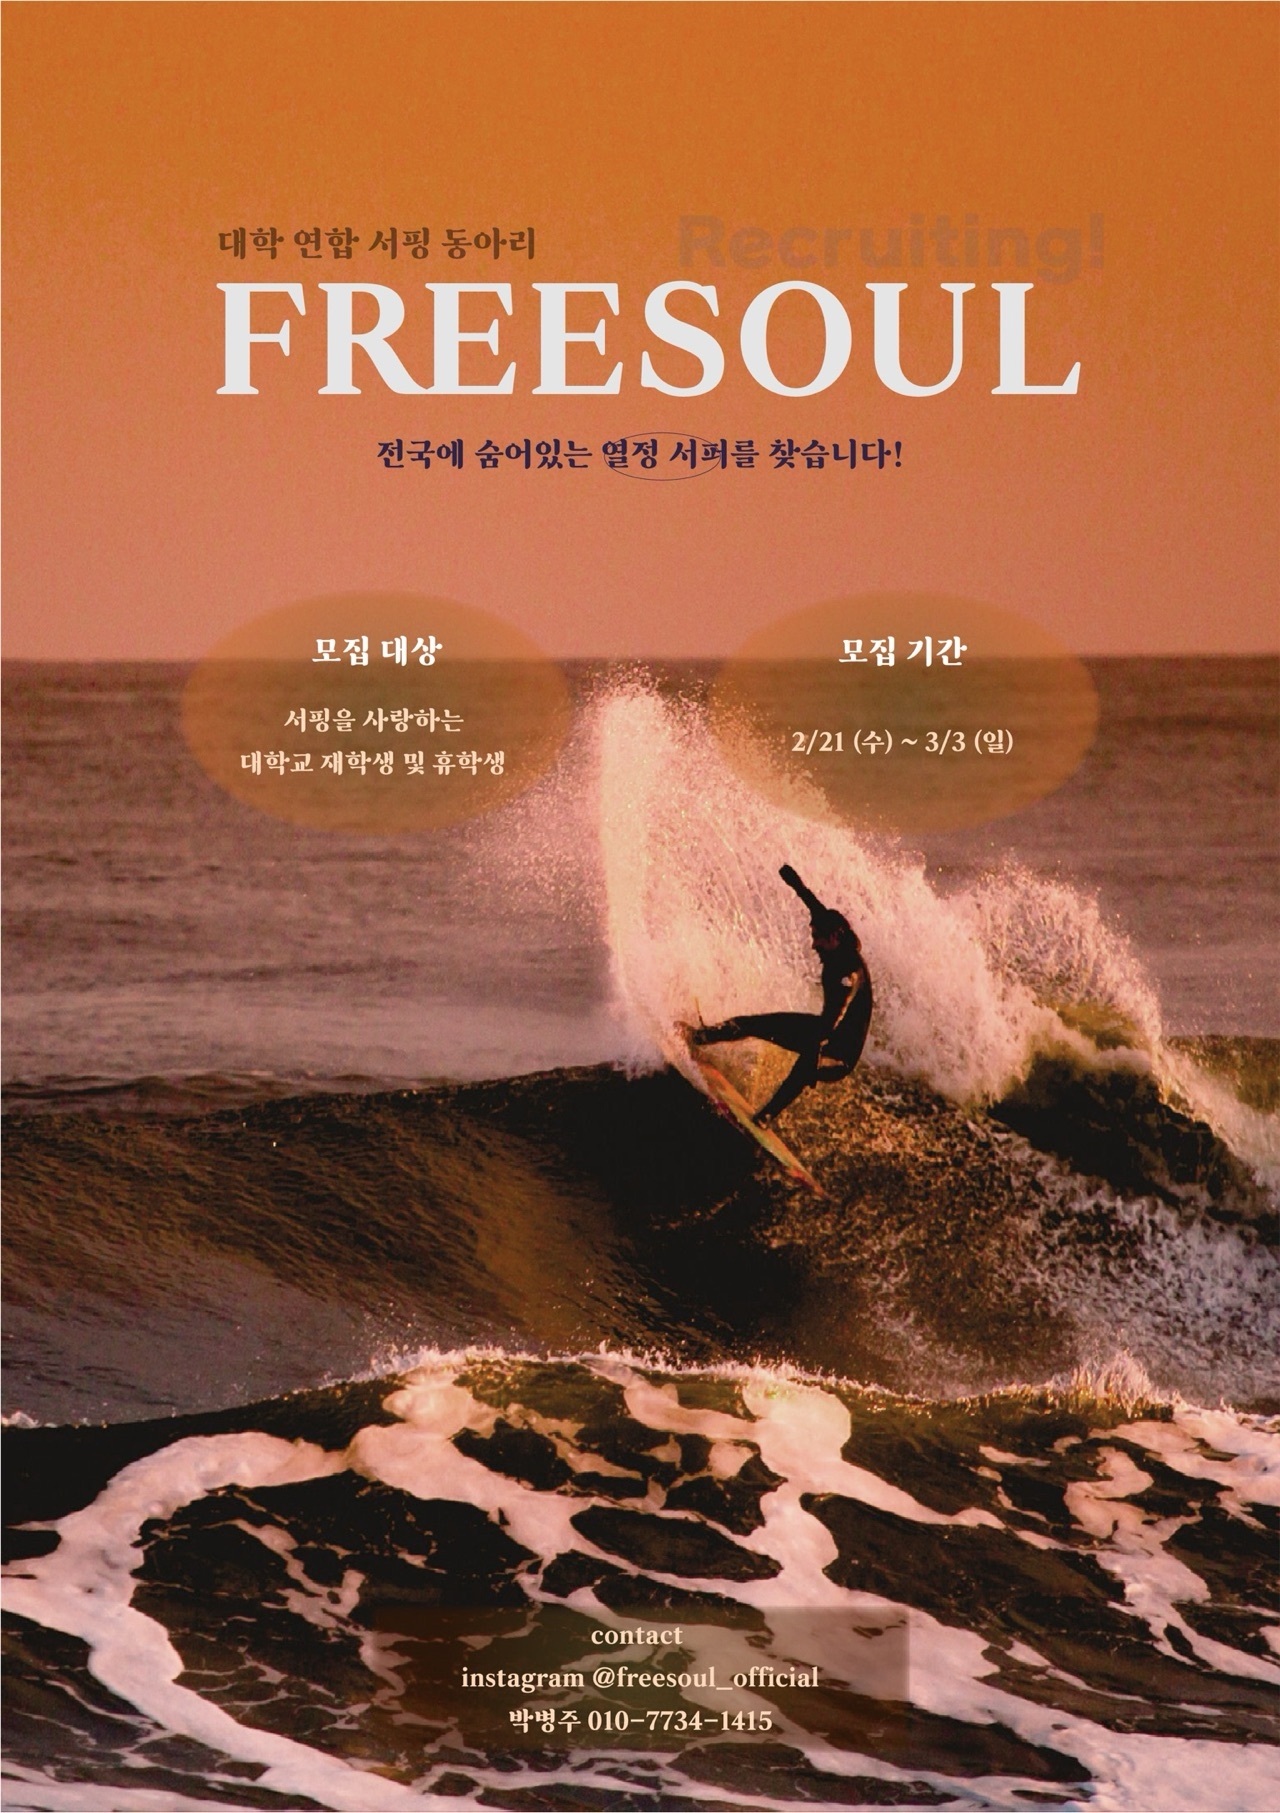 대학 연합 서핑 동아리
Recruiting!
FREESOUL
전국에 숨어있는 열정 서퍼를 찾습니다!
모집 대상
서핑을 사랑하는
대학교 재학생 및 휴학생
모집 기간
2/21 (수) ~ 3/3 (일)
contact
instagram @freesoul_official
박병주 010-7734-1415